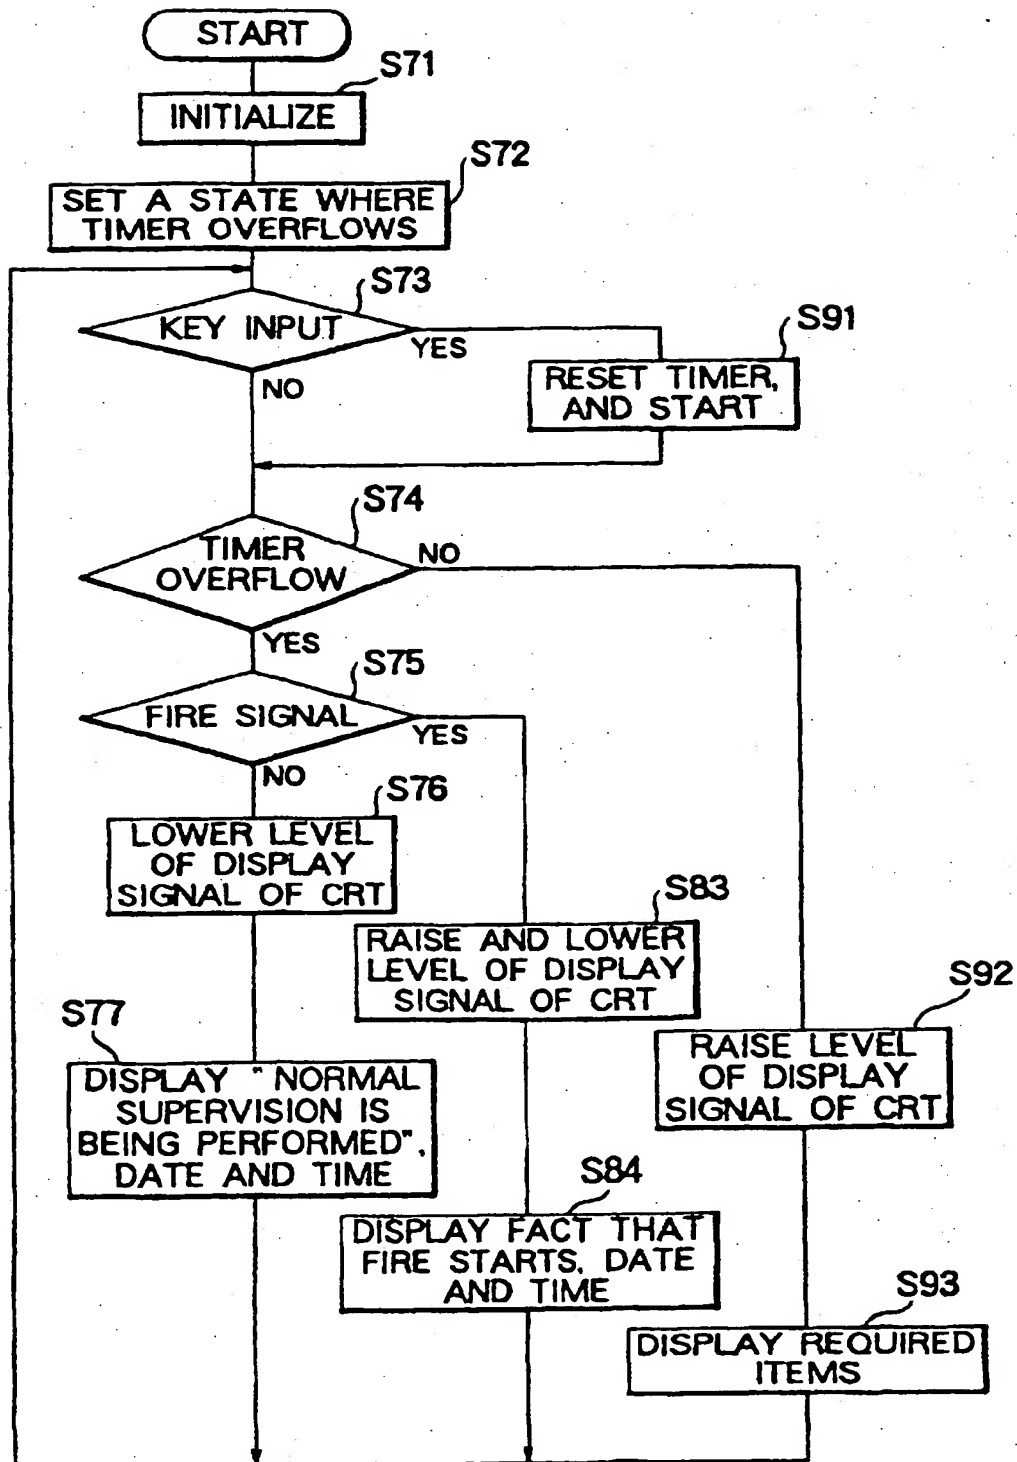 START
S71
INITIALIZE
S72
SET A STATE WHERE
TIMER OVERFLOWS
S73
KEY INPUT
YES
NO
S91
RESET TIMER,
AND START
S74
TIMER
OVERFLOW
NO
YES
S75
FIRE SIGNAL
YES
NO
S76
LOWER LEVEL
OF DISPLAY
SIGNAL OF CRT
S83
RAISE AND LOWER
LEVEL OF DISPLAY
SIGNAL OF CRT
S92
RAISE LEVEL
OF DISPLAY
SIGNAL OF CRT
S77
DISPLAY "NORMAL
SUPERVISION IS
BEING PERFORMED",
DATE AND TIME
S84
DISPLAY FACT THAT
FIRE STARTS, DATE
AND TIME
S93
DISPLAY REQUIRED
ITEMS